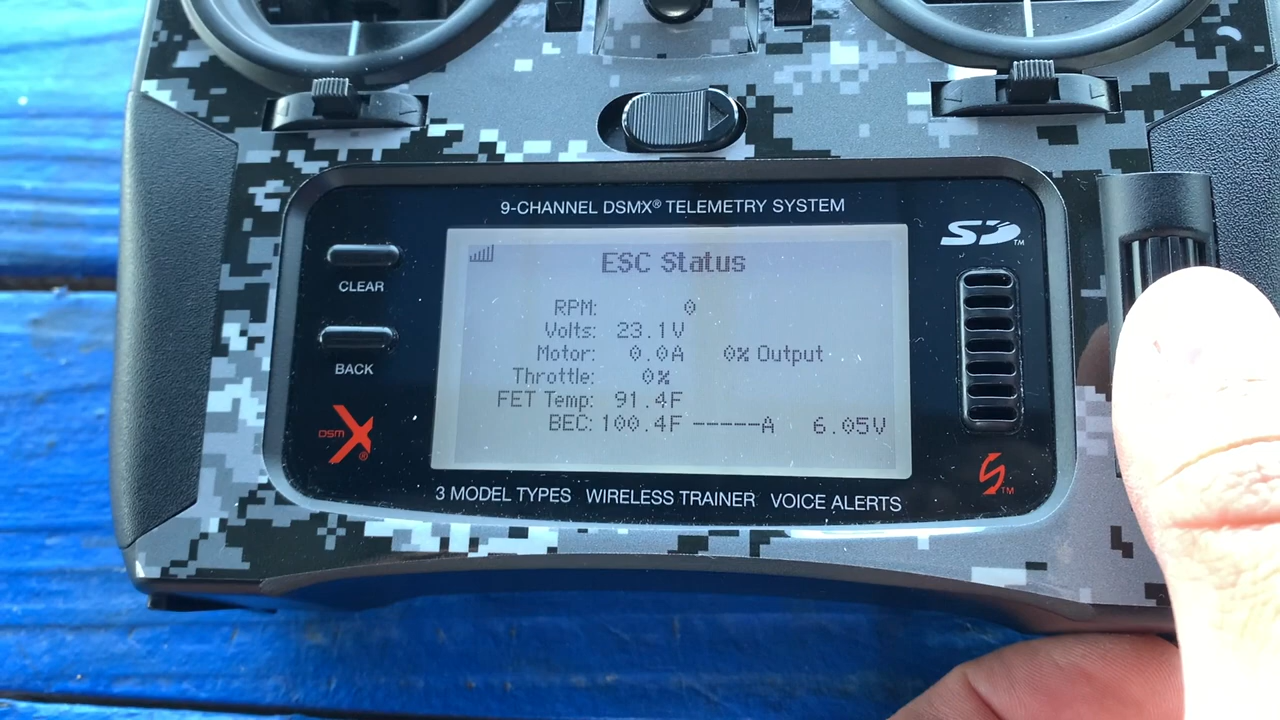 9-CHANNEL DSMX® TELEMETRY SYSTEM
SD™
CLEAR
BACK
DSM X®
ESC Status
RPM: 0
Volts: 23.1V
Motor: 0.0A 0% Output
Throttle: 0%
FET Temp: 91.4F
BEC: 100.4F -----A 6.05V
TM
3 MODEL TYPES WIRELESS TRAINER VOICE ALERTS